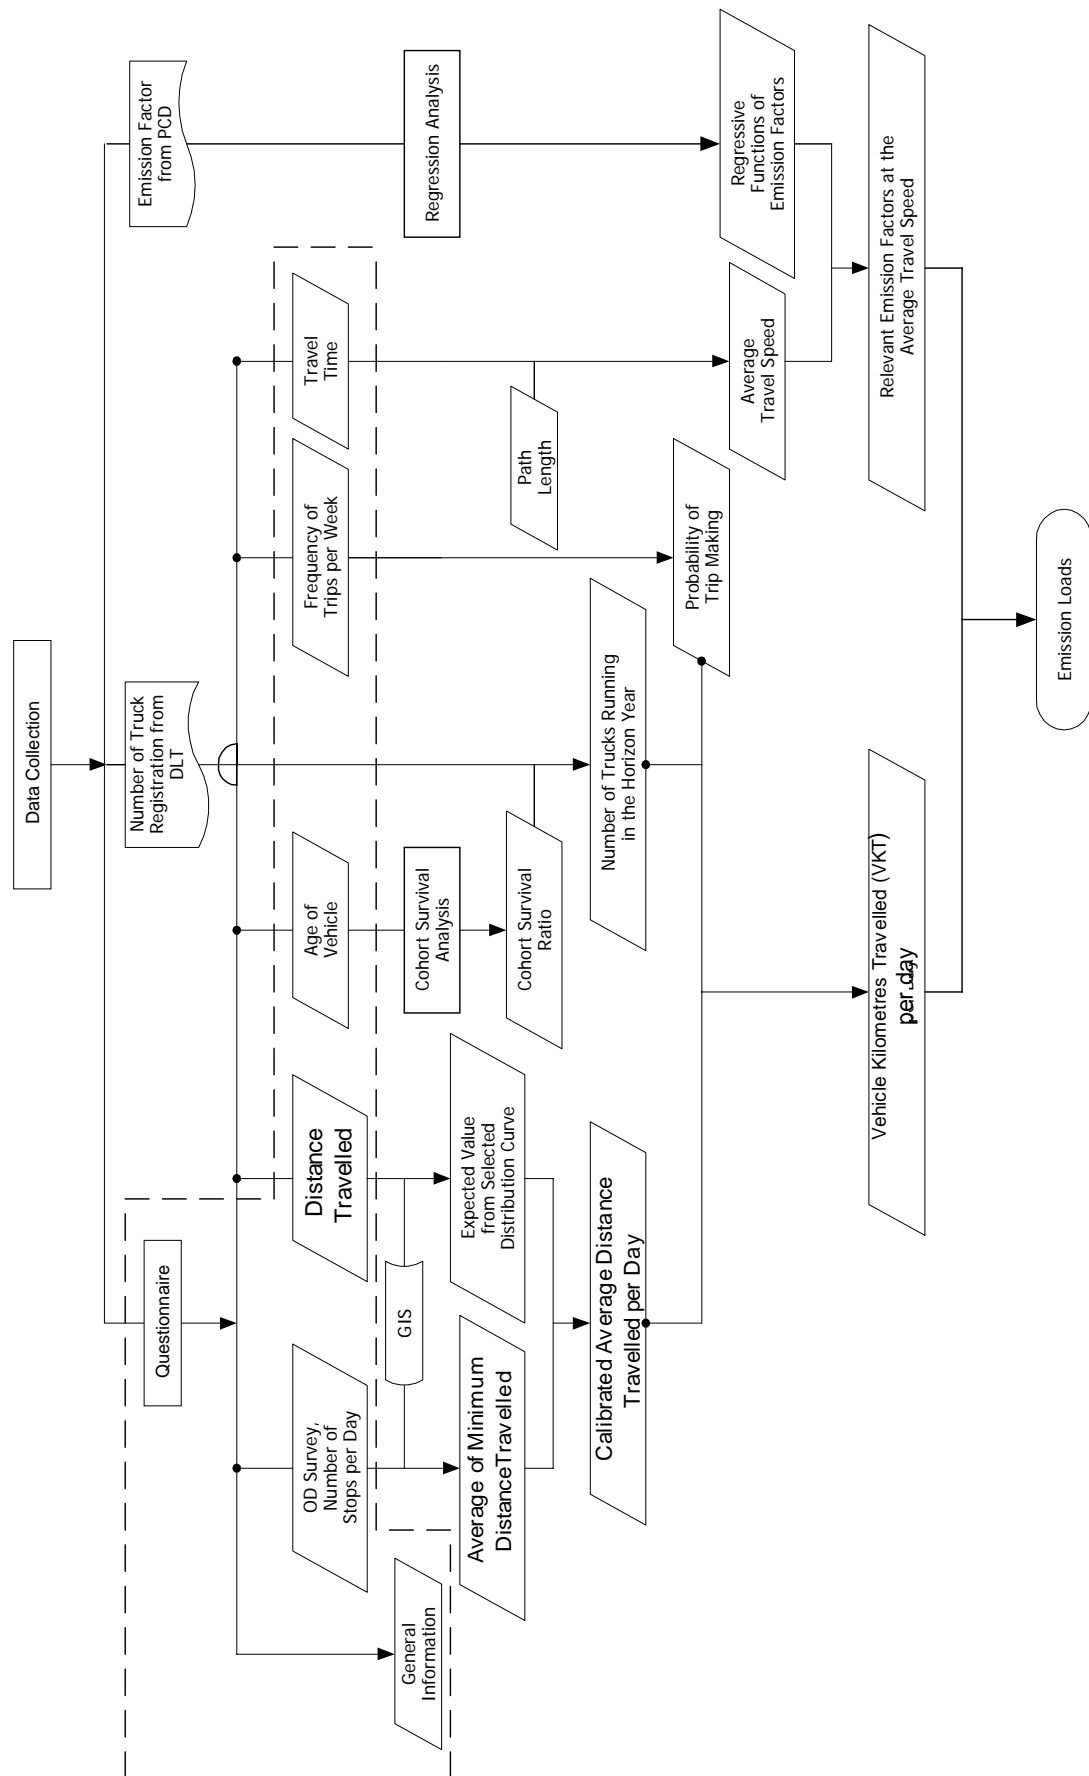 Data Collection
Questionnaire
Number of Truck
Registration from
DLT
Emission Factor
from PCD
General
Information
OD Survey,
Number of
Stops per Day
Distance
Travelled
Age of
Vehicle
Frequency of
Trips per Week
Travel
Time
GIS
Cohort Survival
Analysis
Regression Analysis
Average of Minimum
DistanceTravelled
Expected Value
from Selected
Distribution Curve
Cohort Survival
Ratio
Path
Length
Calibrated Average Distance
Travelled per Day
Number of Trucks Running
in the Horizon Year
Probability of
Trip Making
Average
Travel Speed
Regressive
Functions of
Emission Factors
Vehicle Kilometres Travelled (VKT)
per day
Relevant Emission Factors at the
Average Travel Speed
Emission Loads